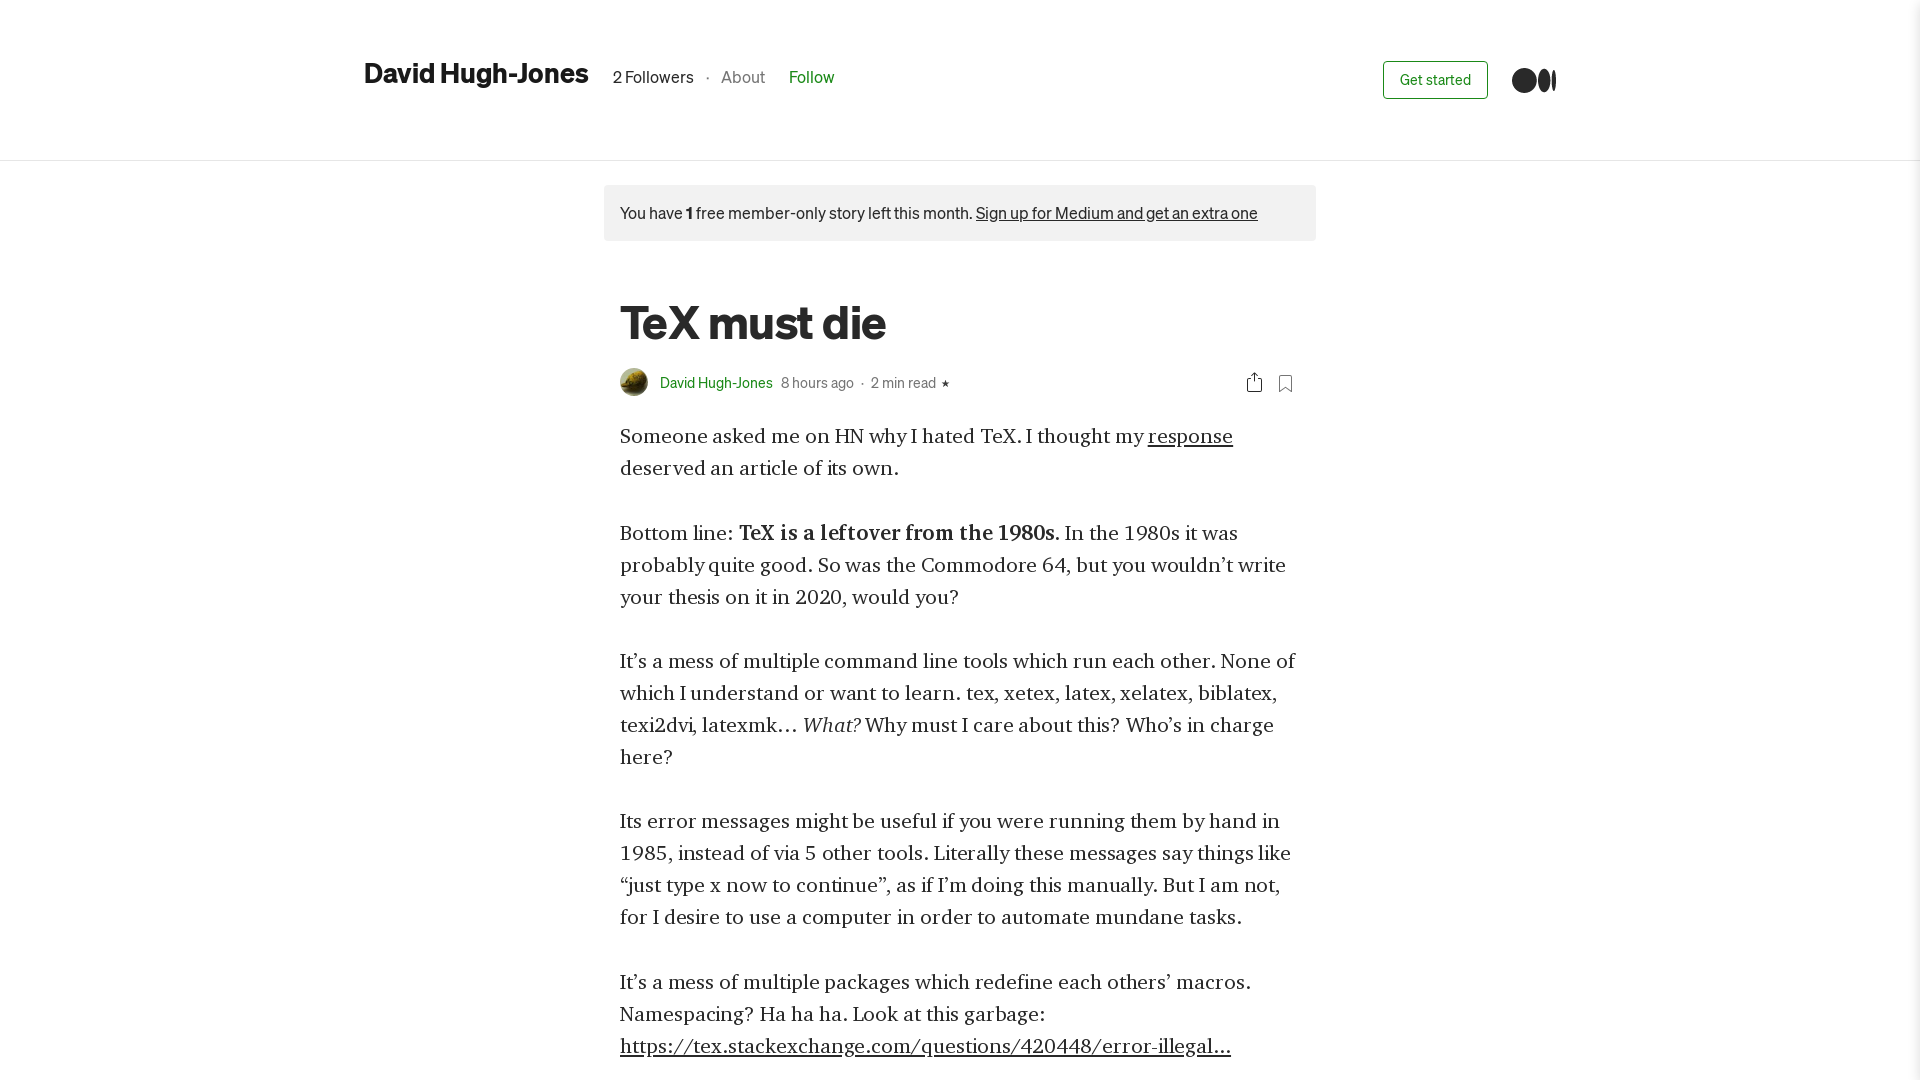 David Hugh-Jones 2 Followers · About Follow Get started
You have 1 free member-only story left this month. Sign up for Medium and get an extra one
TeX must die
David Hugh-Jones 8 hours ago · 2 min read ★
Someone asked me on HN why I hated TeX. I thought my response
deserved an article of its own.
Bottom line: TeX is a leftover from the 1980s. In the 1980s it was
probably quite good. So was the Commodore 64, but you wouldn’t write
your thesis on it in 2020, would you?
It’s a mess of multiple command line tools which run each other. None of
which I understand or want to learn. tex, xetex, latex, xelatex, biblatex,
texi2dvi, latexmk… What? Why must I care about this? Who’s in charge
here?
Its error messages might be useful if you were running them by hand in
1985, instead of via 5 other tools. Literally these messages say things like
“just type x now to continue”, as if I’m doing this manually. But I am not,
for I desire to use a computer in order to automate mundane tasks.
It’s a mess of multiple packages which redefine each others’ macros.
Namespacing? Ha ha ha. Look at this garbage:
https://tex.stackexchange.com/questions/420448/error-illegal…